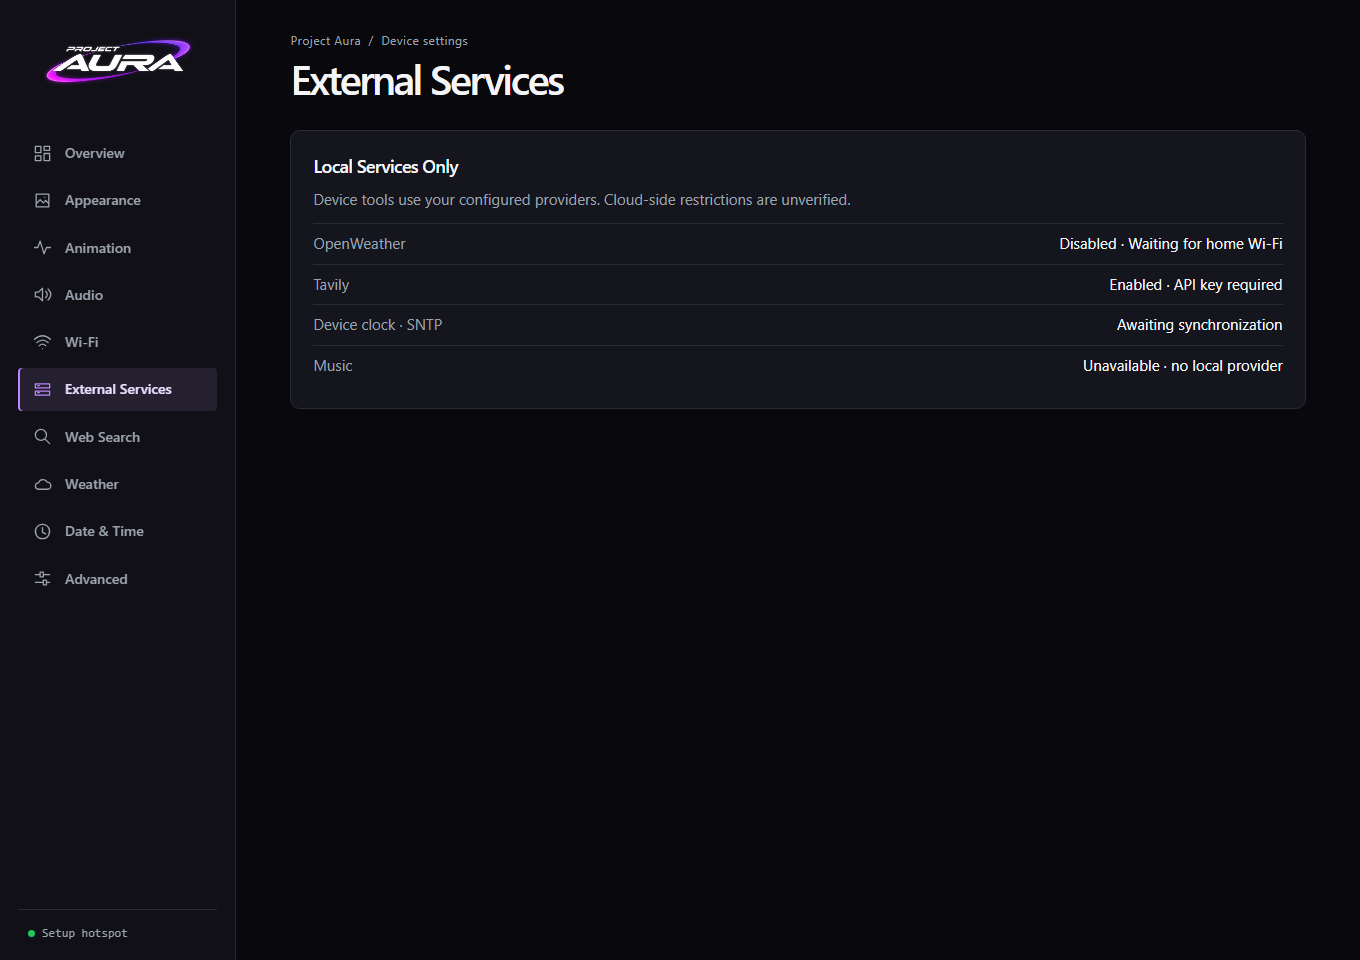 PROJECT
AURA
Overview
Appearance
Animation
Audio
Wi-Fi
External Services
Web Search
Weather
Date & Time
Advanced
Setup hotspot
Project Aura / Device settings
External Services
Local Services Only
Device tools use your configured providers. Cloud-side restrictions are unverified.
OpenWeather Disabled · Waiting for home Wi-Fi
Tavily Enabled · API key required
Device clock · SNTP Awaiting synchronization
Music Unavailable · no local provider